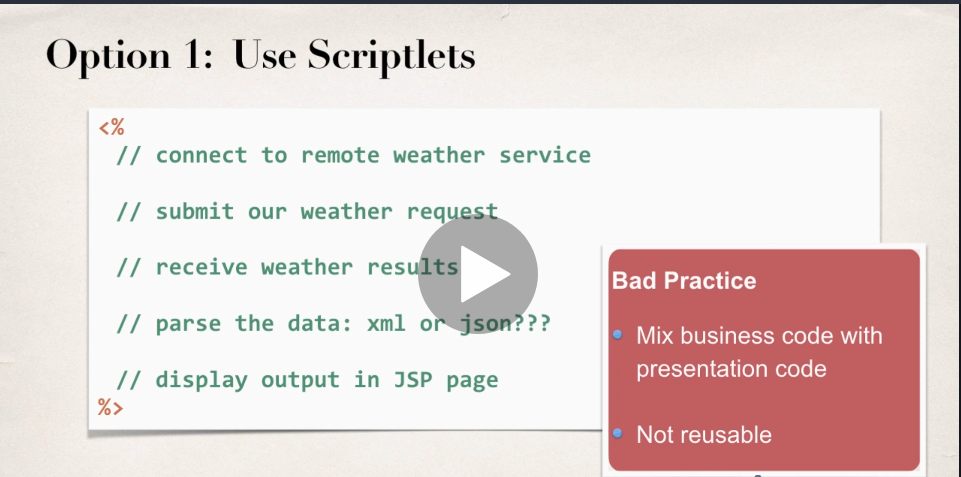 Option 1: Use Scriptlets
<%
// connect to remote weather service
// submit our weather request
// receive weather results
// parse the data: xml or json???
// display output in JSP page
%>
Bad Practice
Mix business code with
presentation code
Not reusable